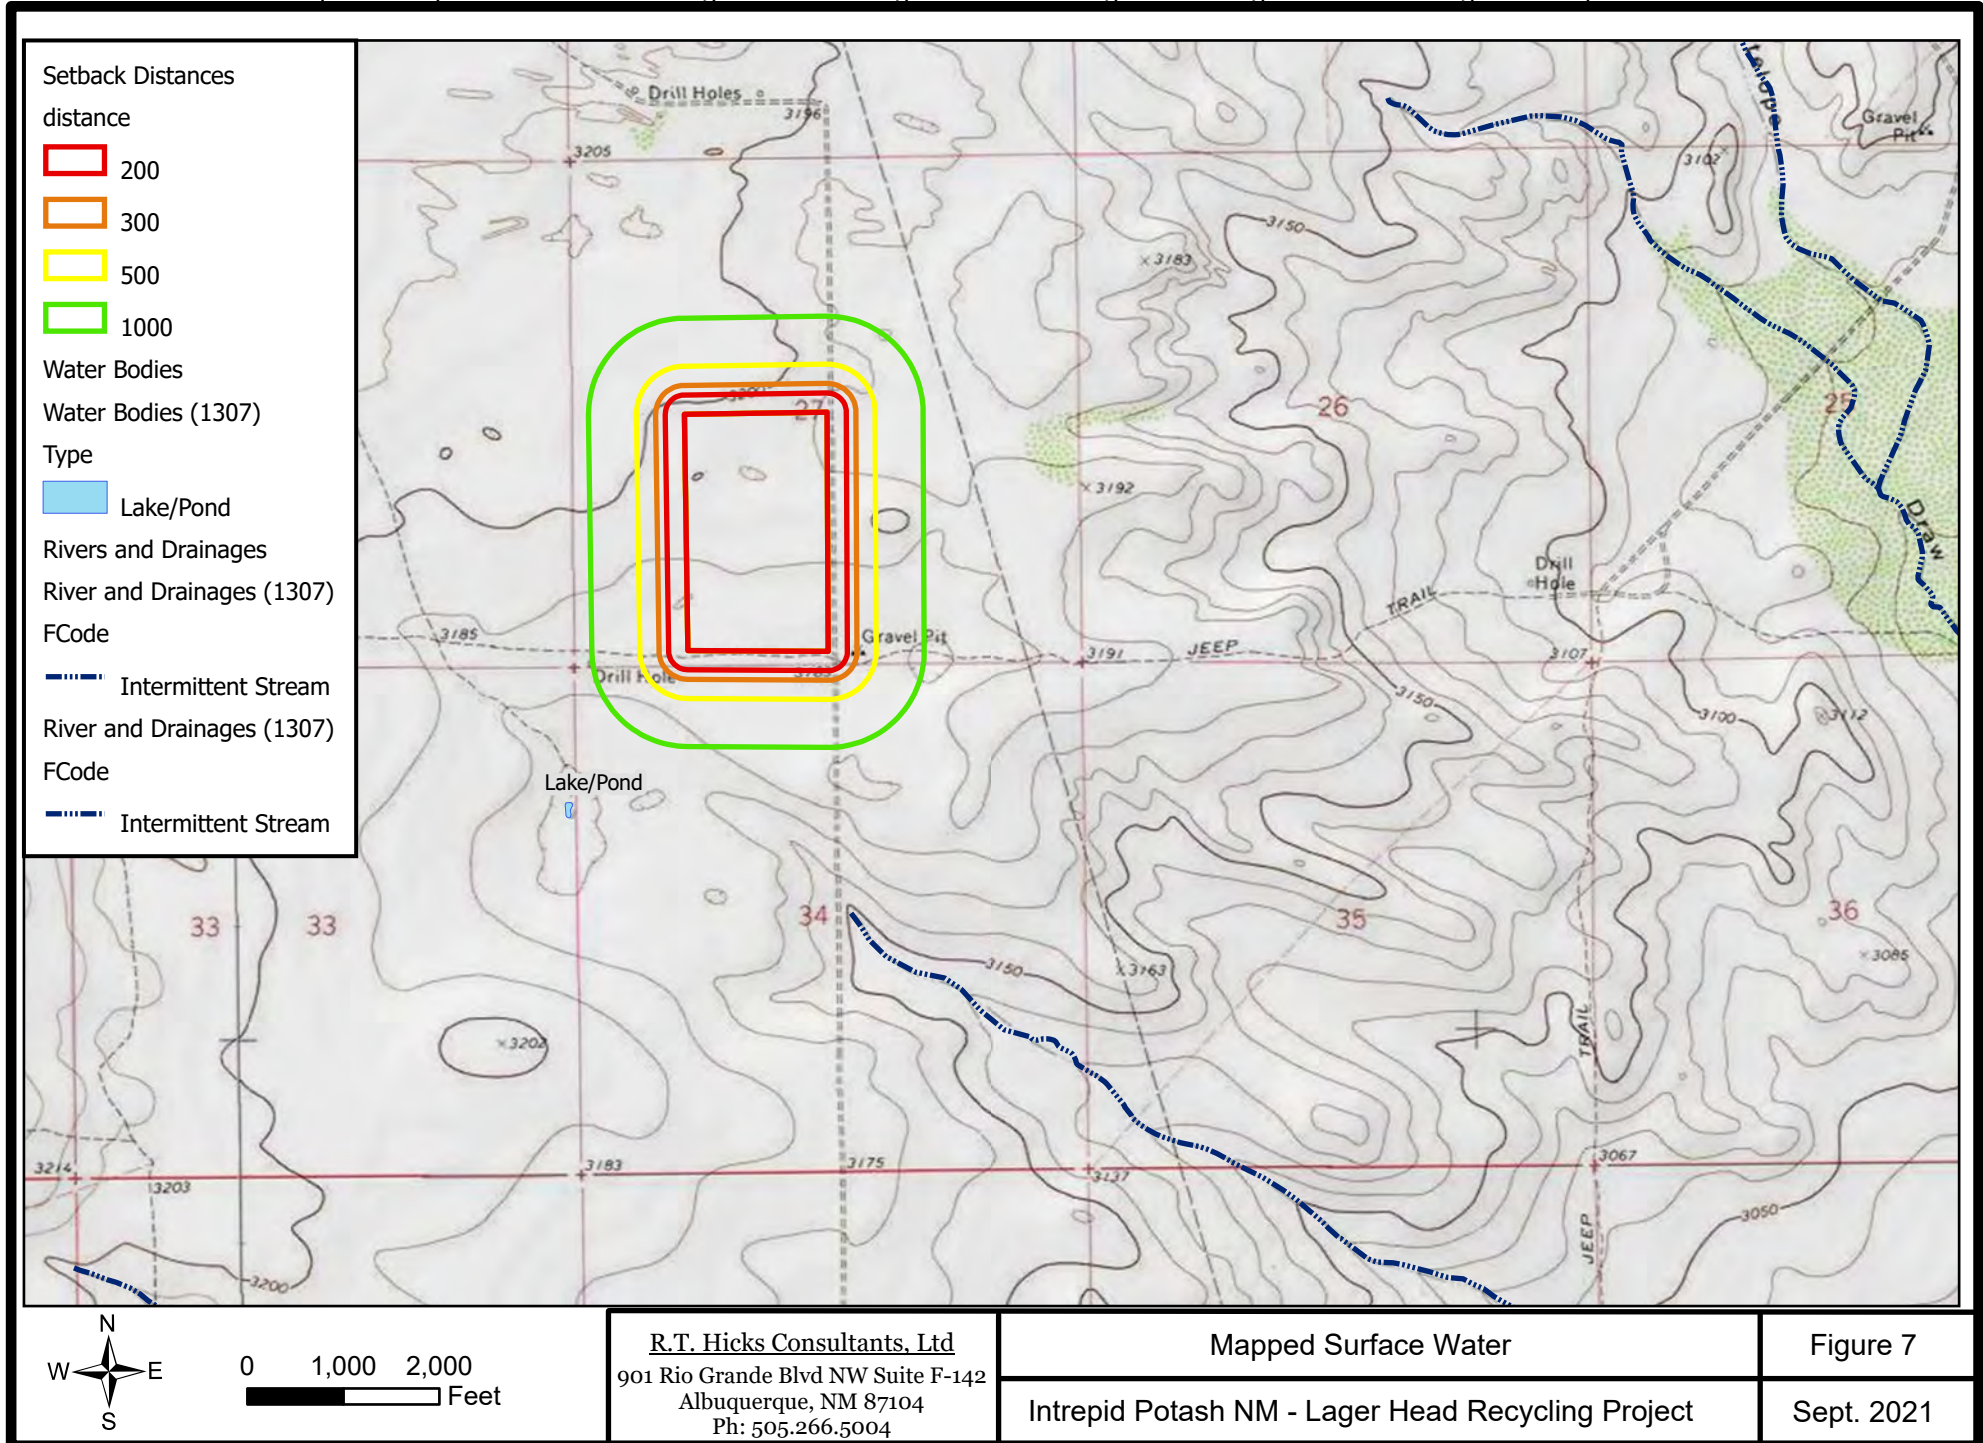 Setback Distances
distance
200
300
500
1000
Water Bodies
Water Bodies (1307)
Type
Lake/Pond
Rivers and Drainages
River and Drainages (1307)
FCode
Intermittent Stream
River and Drainages (1307)
FCode
Intermittent Stream
Drill Holes
3196
3205
Gravel
Pit
3102
3150
3183
27
26
25
3192
Draw
Drill
Hole
TRAIL
3185
Gravel Pit
3191
JEEP
3107
Drill Hole
3150
3100
3112
Lake/Pond
33
33
34
35
36
3150
3163
3085
3202
TRAIL
3214
3203
3183
3175
3137
3067
3050
JEEP
3200
N
W
E
S
0 1,000 2,000
Feet
R.T. Hicks Consultants, Ltd
901 Rio Grande Blvd NW Suite F-142
Albuquerque, NM 87104
Ph: 505.266.5004
Mapped Surface Water
Intrepid Potash NM - Lager Head Recycling Project
Figure 7
Sept. 2021